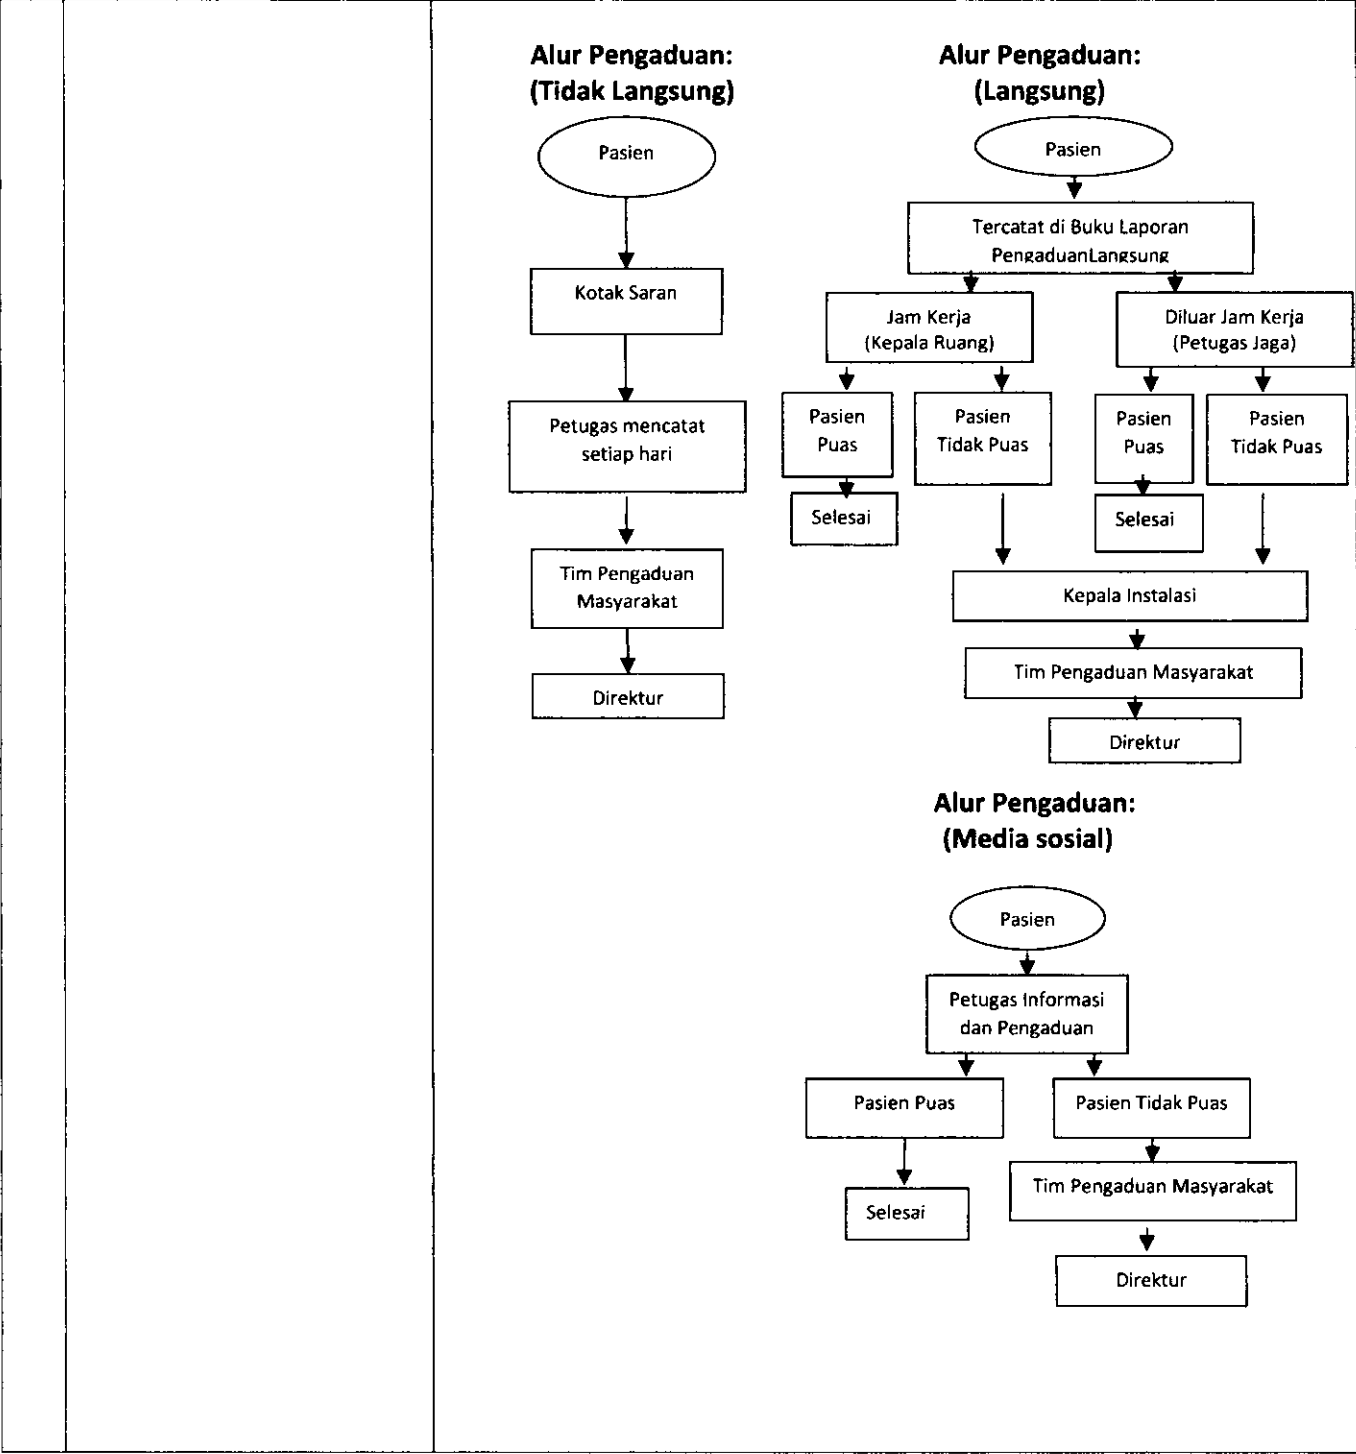 Alur Pengaduan:
(Tidak Langsung)
Pasien
Kotak Saran
Petugas mencatat
setiap hari
Tim Pengaduan
Masyarakat
Direktur
Alur Pengaduan:
(Langsung)
Pasien
Tercatat di Buku Laporan
PengaduanLangsung
Jam Kerja
(Kepala Ruang)
Diluar Jam Kerja
(Petugas Jaga)
Pasien
Puas
Pasien
Tidak Puas
Pasien
Puas
Pasien
Tidak Puas
Selesai
Selesai
Kepala Instalasi
Tim Pengaduan Masyarakat
Direktur
Alur Pengaduan:
(Media sosial)
Pasien
Petugas Informasi
dan Pengaduan
Pasien Puas
Pasien Tidak Puas
Selesai
Tim Pengaduan Masyarakat
Direktur